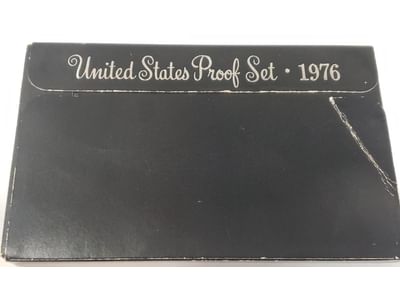 United States Proof Set · 1976